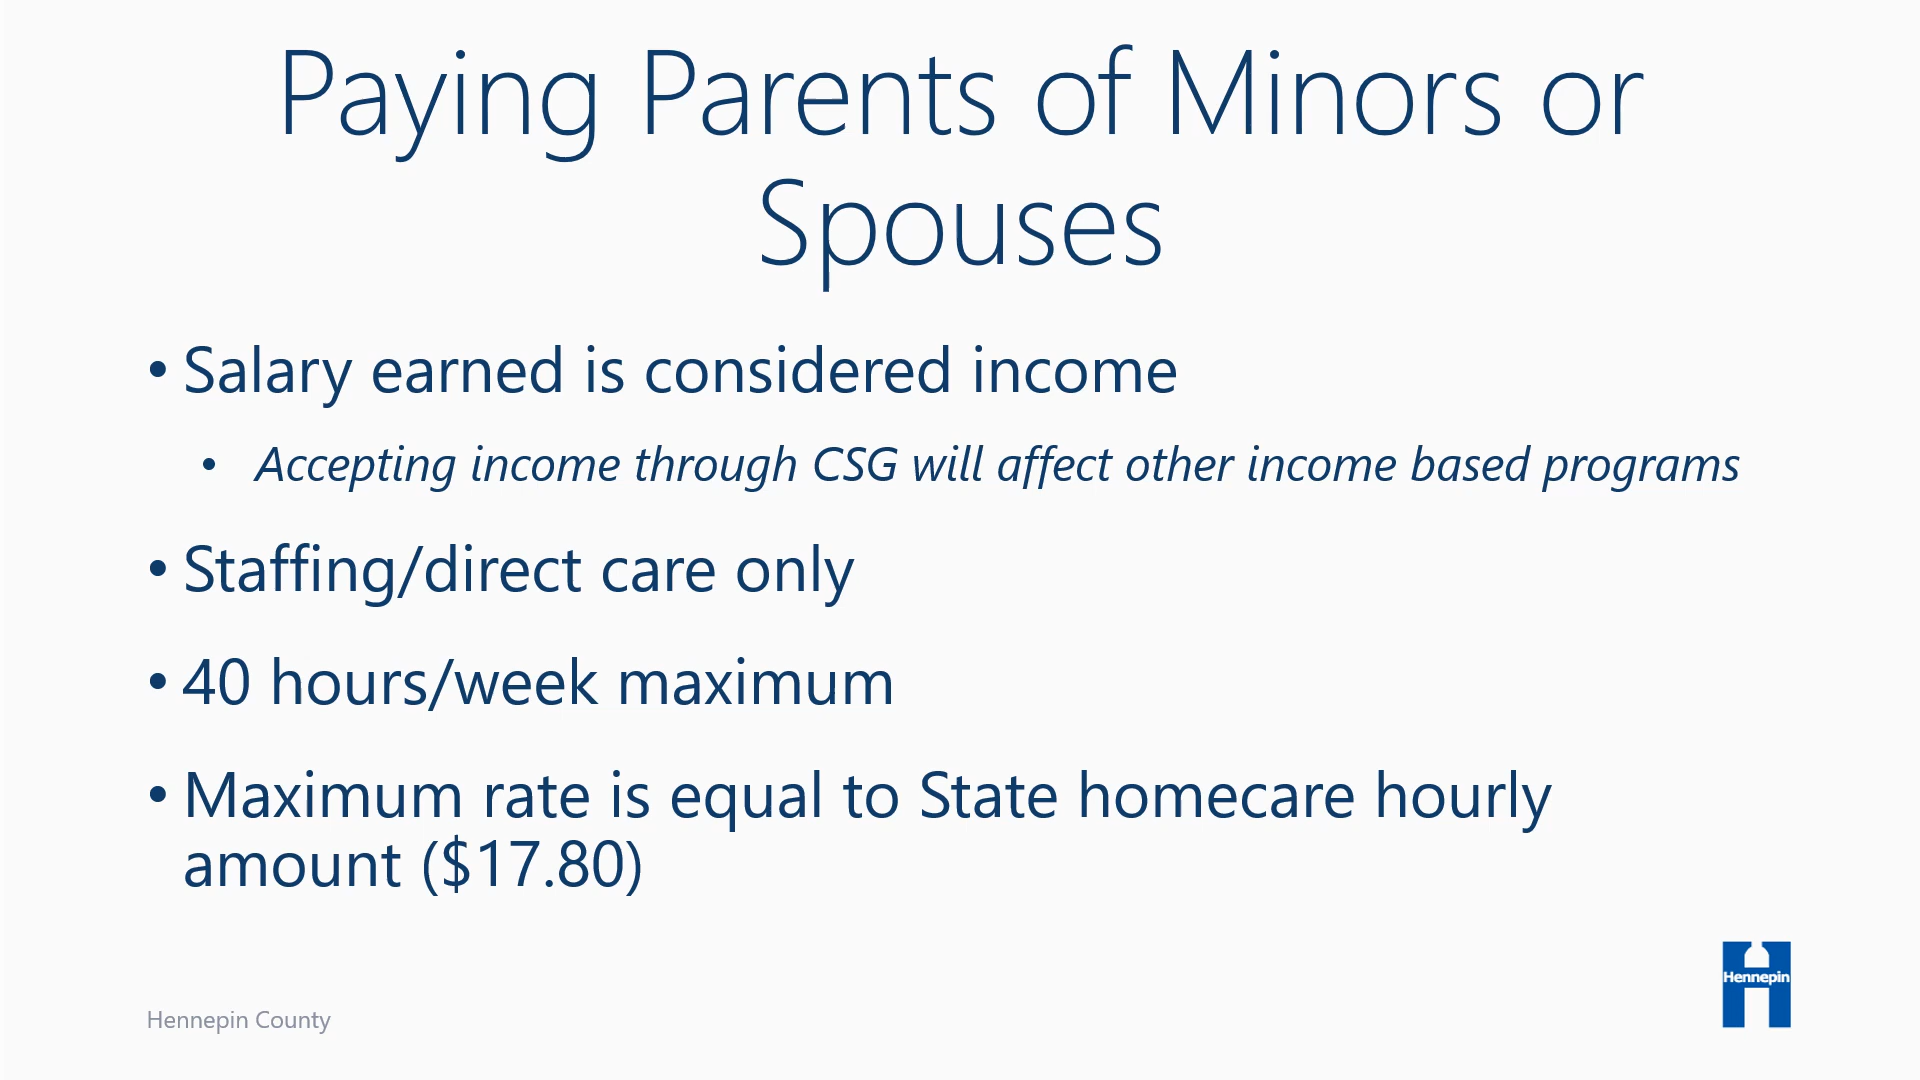 Paying Parents of Minors or
Spouses
• Salary earned is considered income
• Accepting income through CSG will affect other income based programs
• Staffing/direct care only
• 40 hours/week maximum
• Maximum rate is equal to State homecare hourly
amount ($17.80)
Hennepin
Hennepin County